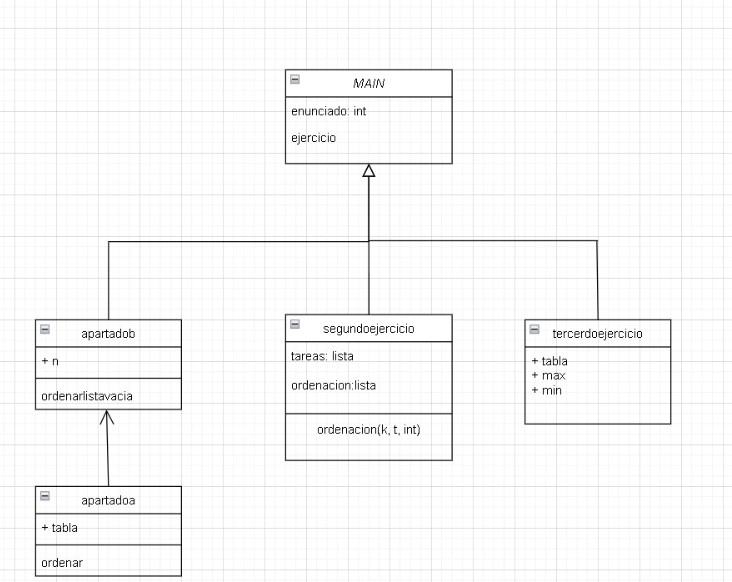 MAIN
enunciado: int
ejercicio
apartadob
+ n
ordenarlistavacia
segundoejercicio
tareas: lista
ordenacion:lista
ordenacion(k, t, int)
tercerdoejercicio
+ tabla
+ max
+ min
apartadoa
+ tabla
ordenar